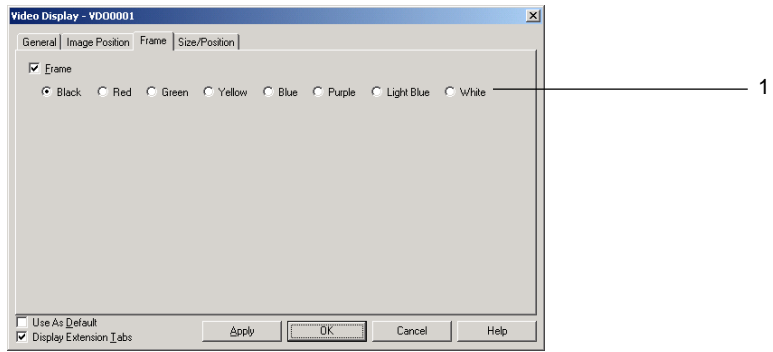 Video Display - VDO0001
General Image Position Frame Size/Position
Frame
Black Red Green Yellow Blue Purple Light Blue White
1
Use As Default
Display Extension Tabs
Apply OK Cancel Help